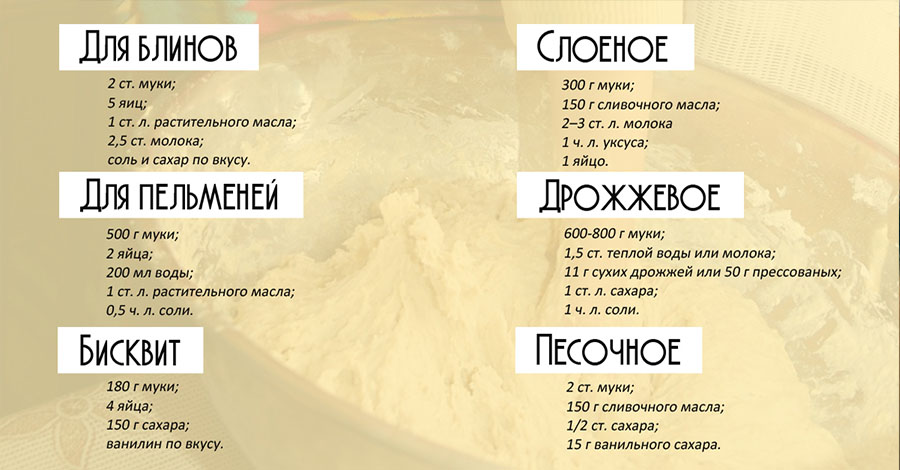 Для блинов
2 ст. муки;
5 яиц;
1 ст. л. растительного масла;
2,5 ст. молока;
соль и сахар по вкусу.
Для пельменей
500 г муки;
2 яйца;
200 мл воды;
1 ст. л. растительного масла;
0,5 ч. л. соли.
Бисквит
180 г муки;
4 яйца;
150 г сахара;
ванилин по вкусу.
Слоеное
300 г муки;
150 г сливочного масла;
2–3 ст. л. молока
1 ч. л. уксуса;
1 яйцо.
Дрожжевое
600-800 г муки;
1,5 ст. теплой воды или молока;
11 г сухих дрожжей или 50 г прессованых;
1 ст. л. сахара;
1 ч. л. соли.
Песочное
2 ст. муки;
150 г сливочного масла;
1/2 ст. сахара;
15 г ванильного сахара.